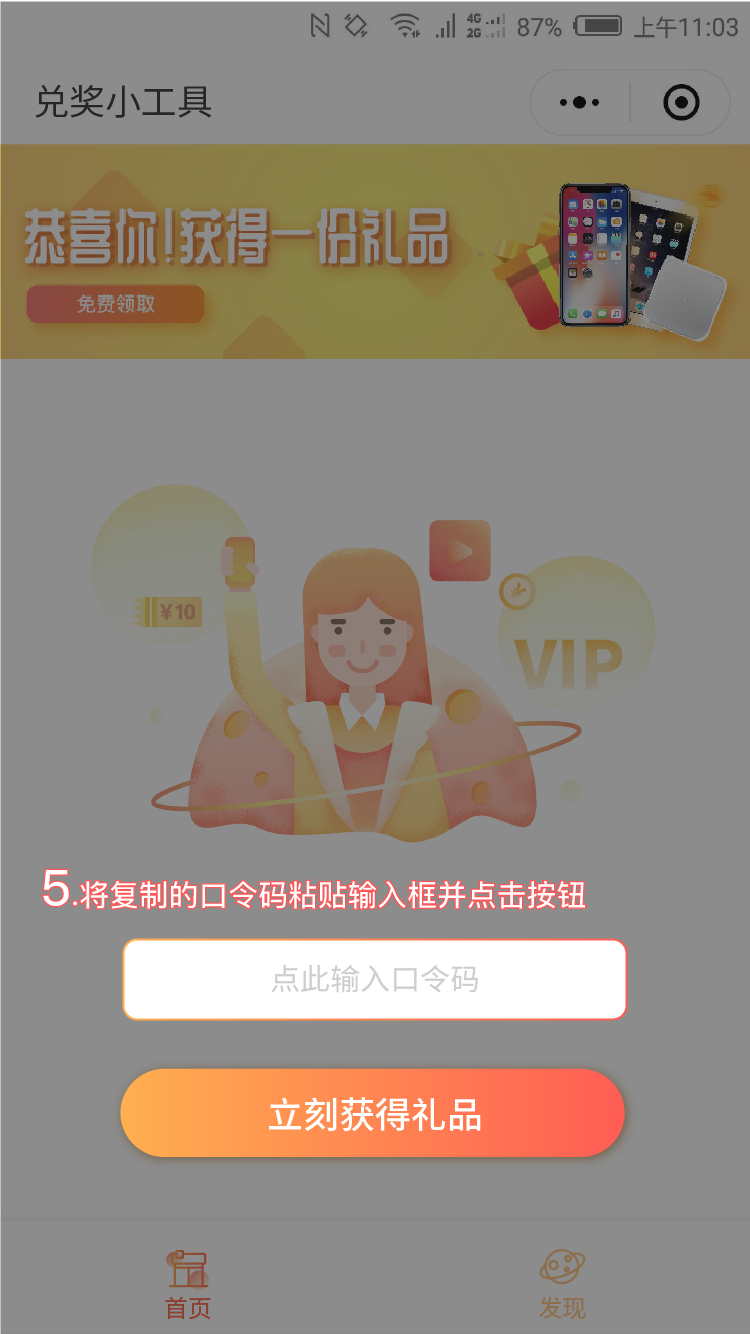 4G
2G
87%
上午11:03
兑奖小工具
恭喜你!获得一份礼品
免费领取
¥10
VIP
5.将复制的口令码粘贴输入框并点击按钮
点此输入口令码
立刻获得礼品
首页
发现